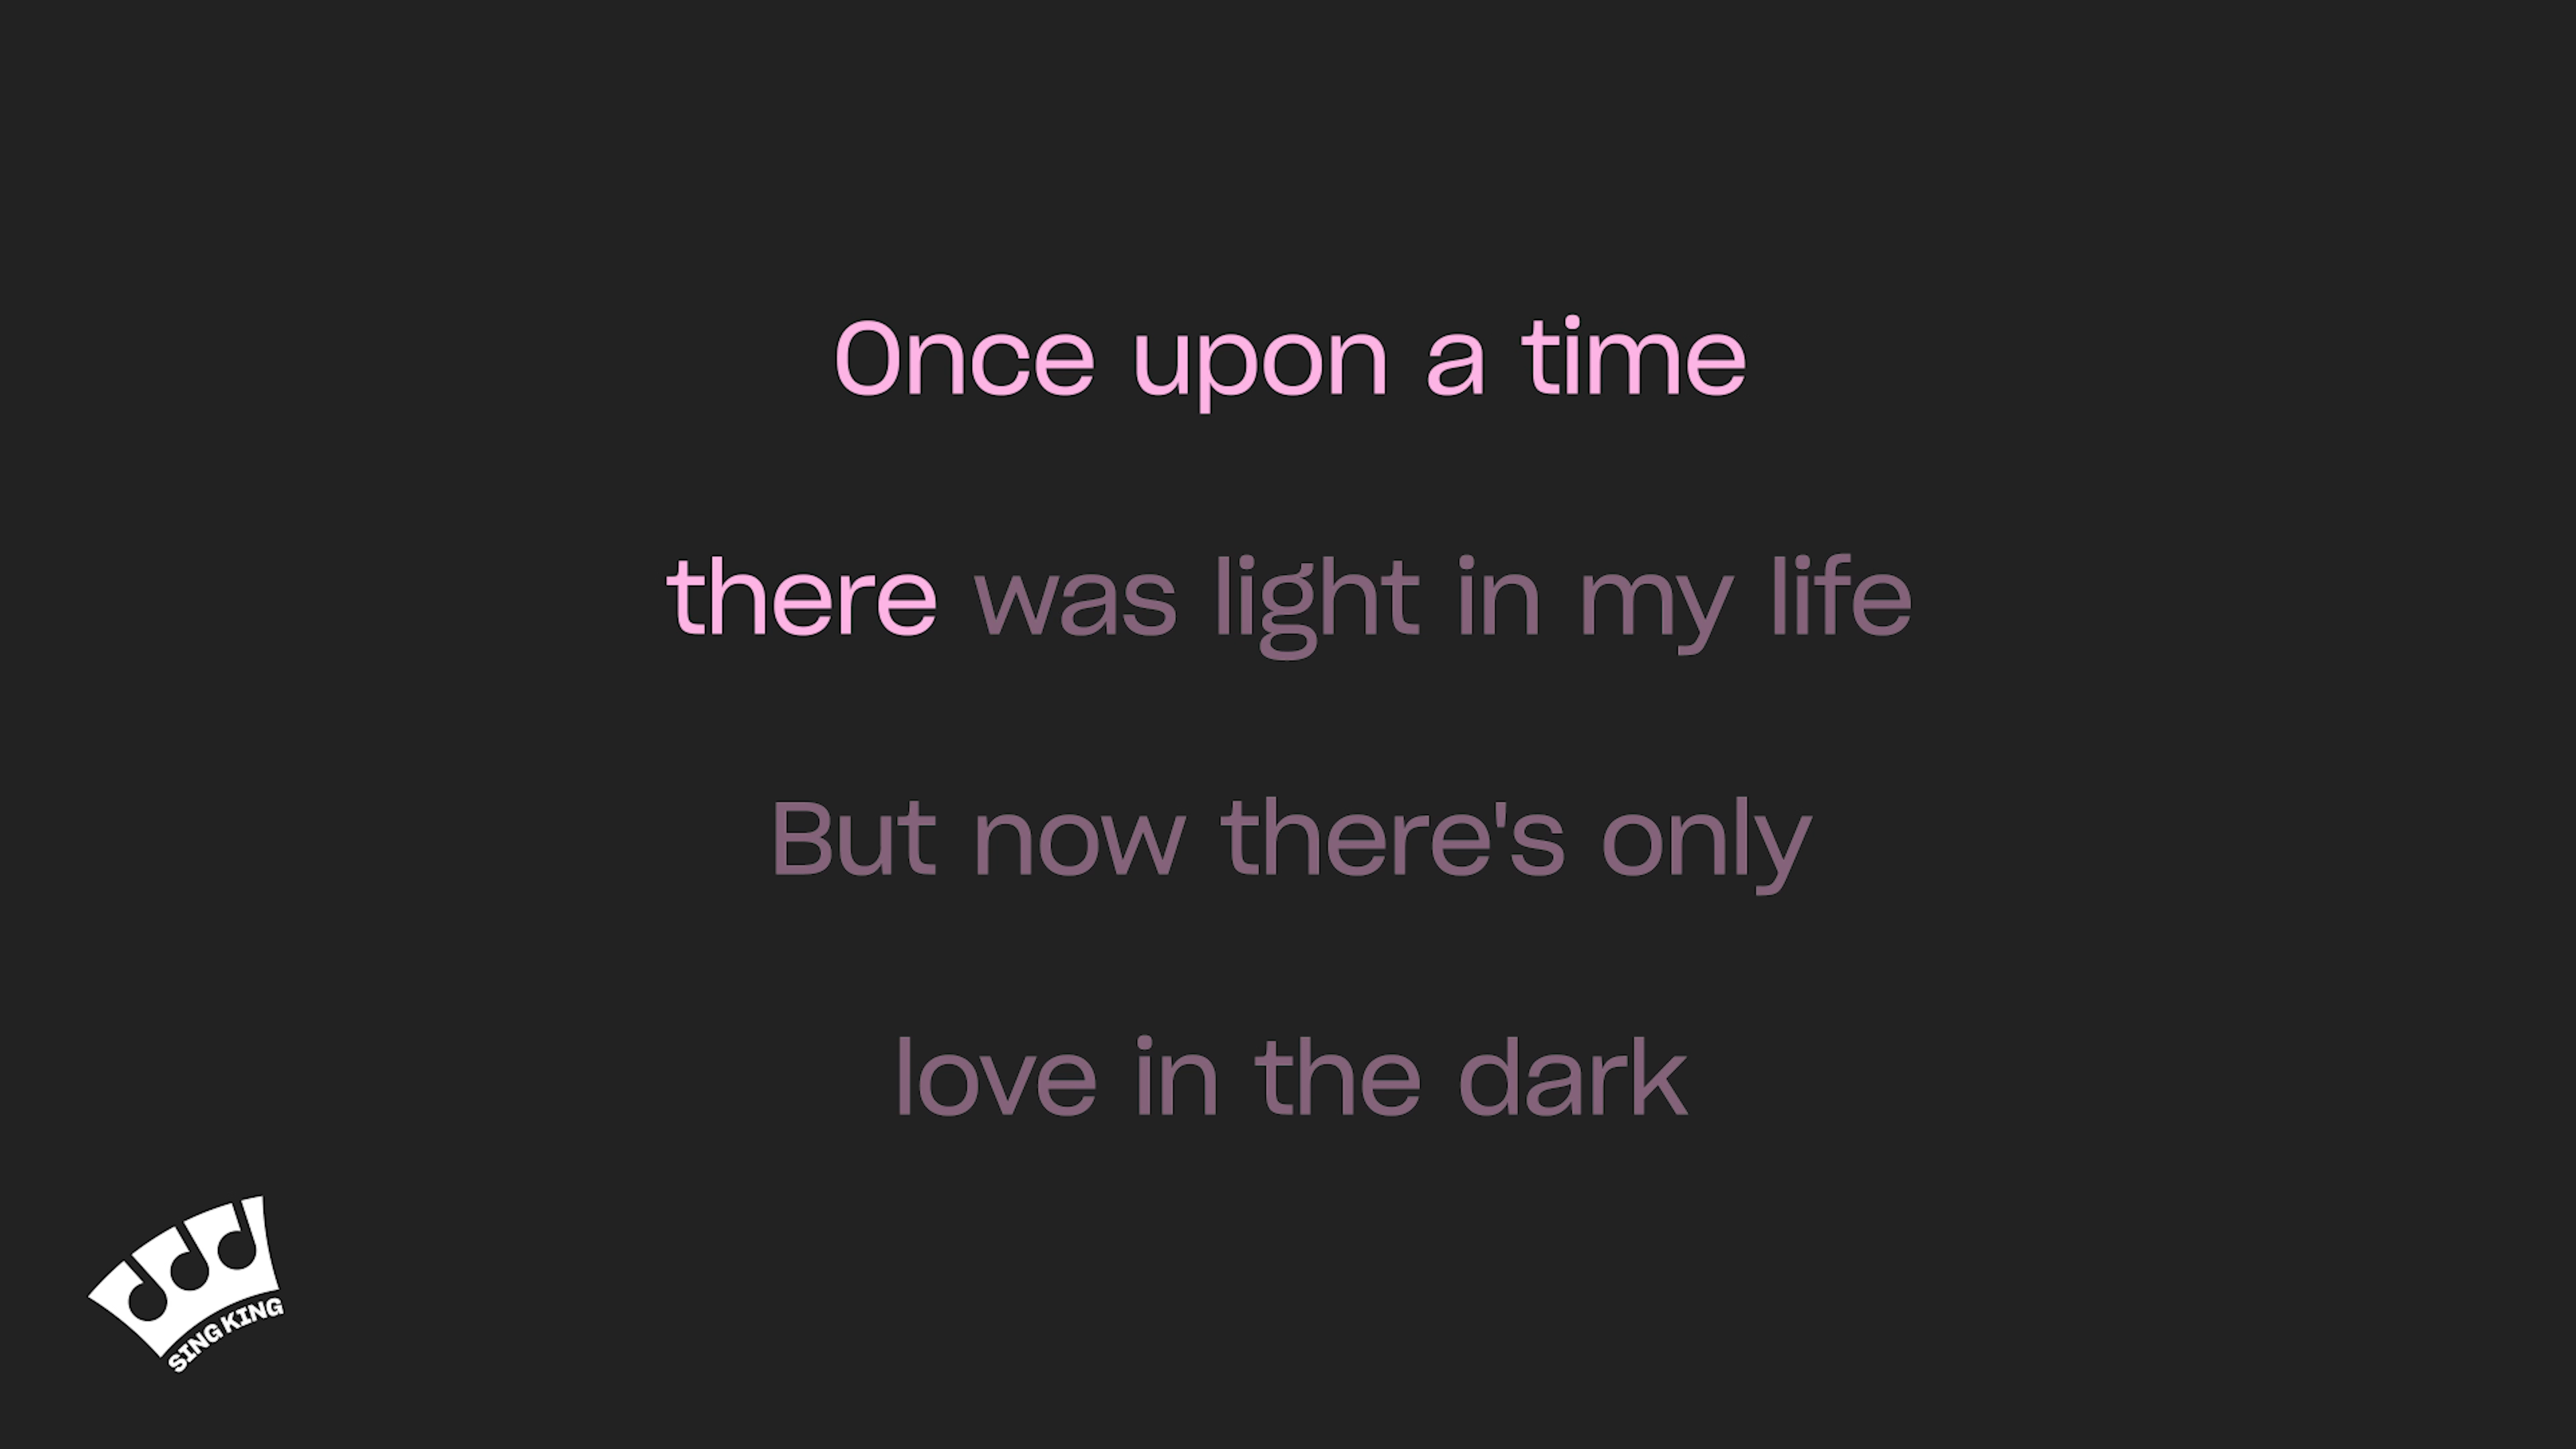 Once upon a time
there was light in my life
But now there's only
love in the dark
SING KING